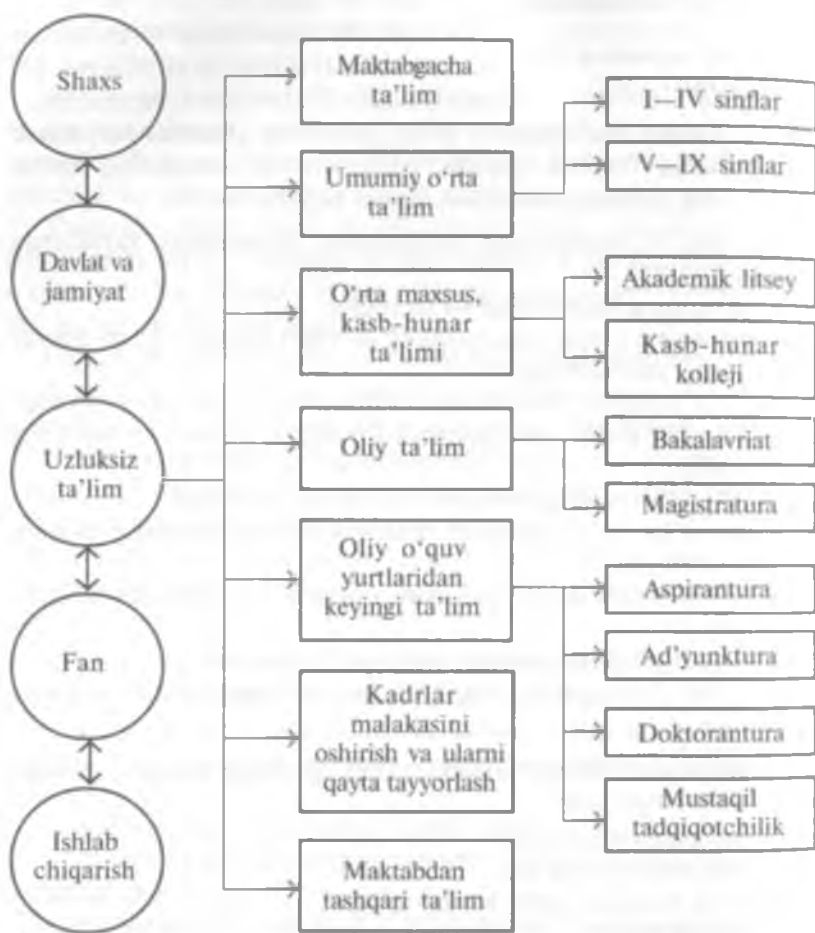 Shaxs
Davlat va
jamiyat
Uzluksiz
ta’lim
Fan
Ishlab
chiqarish
Maktabgacha
ta’lim
Umumiy o‘rta
ta’lim
O‘rta maxsus,
kasb-hunar
ta’limi
Oliy ta’lim
Oliy o‘quv
yurtlaridan
keyingi ta’lim
Kadrlar
malakasini
oshirish va ularni
qayta tayyorlash
Maktabdan
tashqari ta’lim
I—IV sinflar
V—IX sinflar
Akademik litsey
Kasb-hunar
kolleji
Bakalavriat
Magistratura
Aspirantura
Ad’yunktura
Doktorantura
Mustaqil
tadqiqotchilik